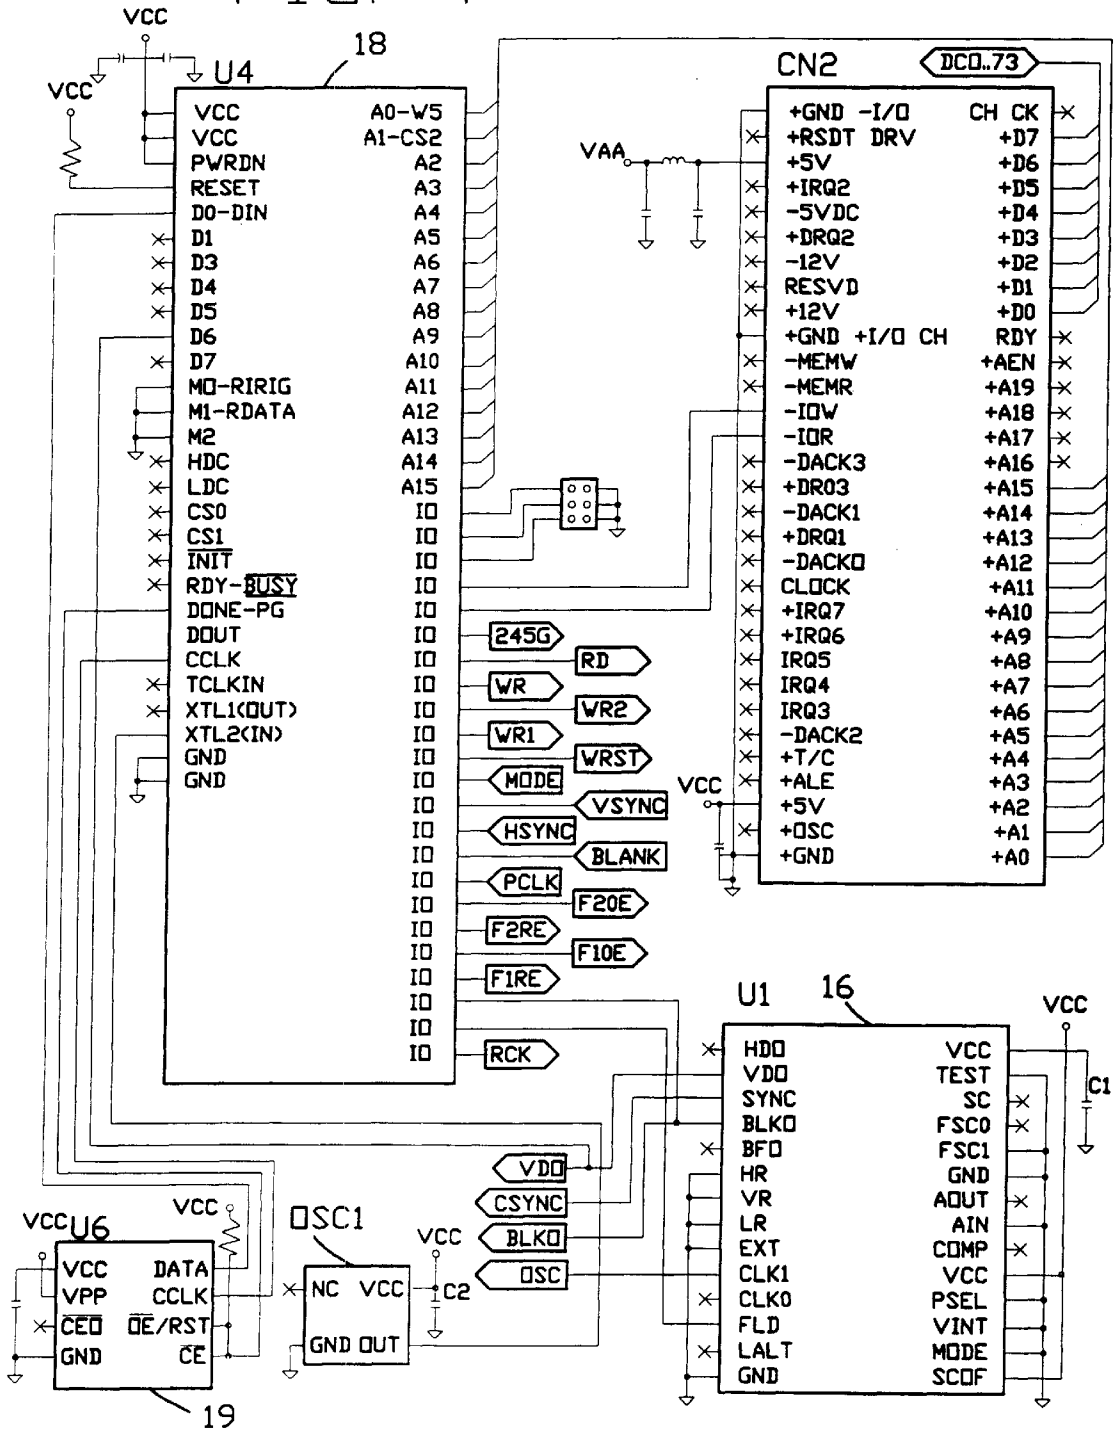 VCC
18
U4
VCC
VCC A0-W5
VCC A1-CS2
PWRDN A2
RESET A3
D0-DIN A4
D1 A5
D3 A6
D4 A7
D5 A8
D6 A9
D7 A10
M0-RIRIG A11
M1-RDATA A12
M2 A13
HDC A14
LDC A15
CS0 IO
CS1 IO
INIT IO
RDY-BUSY IO
DONE-PG IO
DOUT IO
CCLK IO
TCLKIN IO
XTL1(OUT) IO
XTL2(IN) IO
GND IO
GND IO
IO
IO
IO
IO
IO
IO
IO
IO
IO
IO
IO
245G
RD
WR
WR2
WR1
WRST
MODE
VSYNC
HSYNC
BLANK
PCLK
F2OE
F2RE
F1OE
F1RE
RCK
CN2
DC0..73
VAA
+GND -I/O CH CK
+RSDT DRV +D7
+5V +D6
+IRQ2 +D5
-5VDC +D4
+DRQ2 +D3
-12V +D2
RESVD +D1
+12V +D0
+GND +I/O CH RDY
-MEMW +AEN
-MEMR +A19
-IOW +A18
-IOR +A17
-DACK3 +A16
+DRO3 +A15
-DACK1 +A14
+DRQ1 +A13
-DACK0 +A12
CLOCK +A11
+IRQ7 +A10
+IRQ6 +A9
IRQ5 +A8
IRQ4 +A7
IRQ3 +A6
-DACK2 +A5
+T/C +A4
+ALE +A3
VCC
+5V +A2
+OSC +A1
+GND +A0
U1
16
VCC
HDO VCC
VDO TEST
SYNC SC
BLKO FSC0
BFO FSC1
HR GND
VR AOUT
LR AIN
EXT COMP
CLK1 VCC
CLK0 PSEL
FLD VINT
LALT MODE
GND SCOF
C1
VDO
CSYNC
BLKO
OSC
VCC U6
VCC
VCC DATA
VPP CCLK
CEO OE/RST
GND CE
19
OSC1
VCC
C2
NC VCC
GND OUT